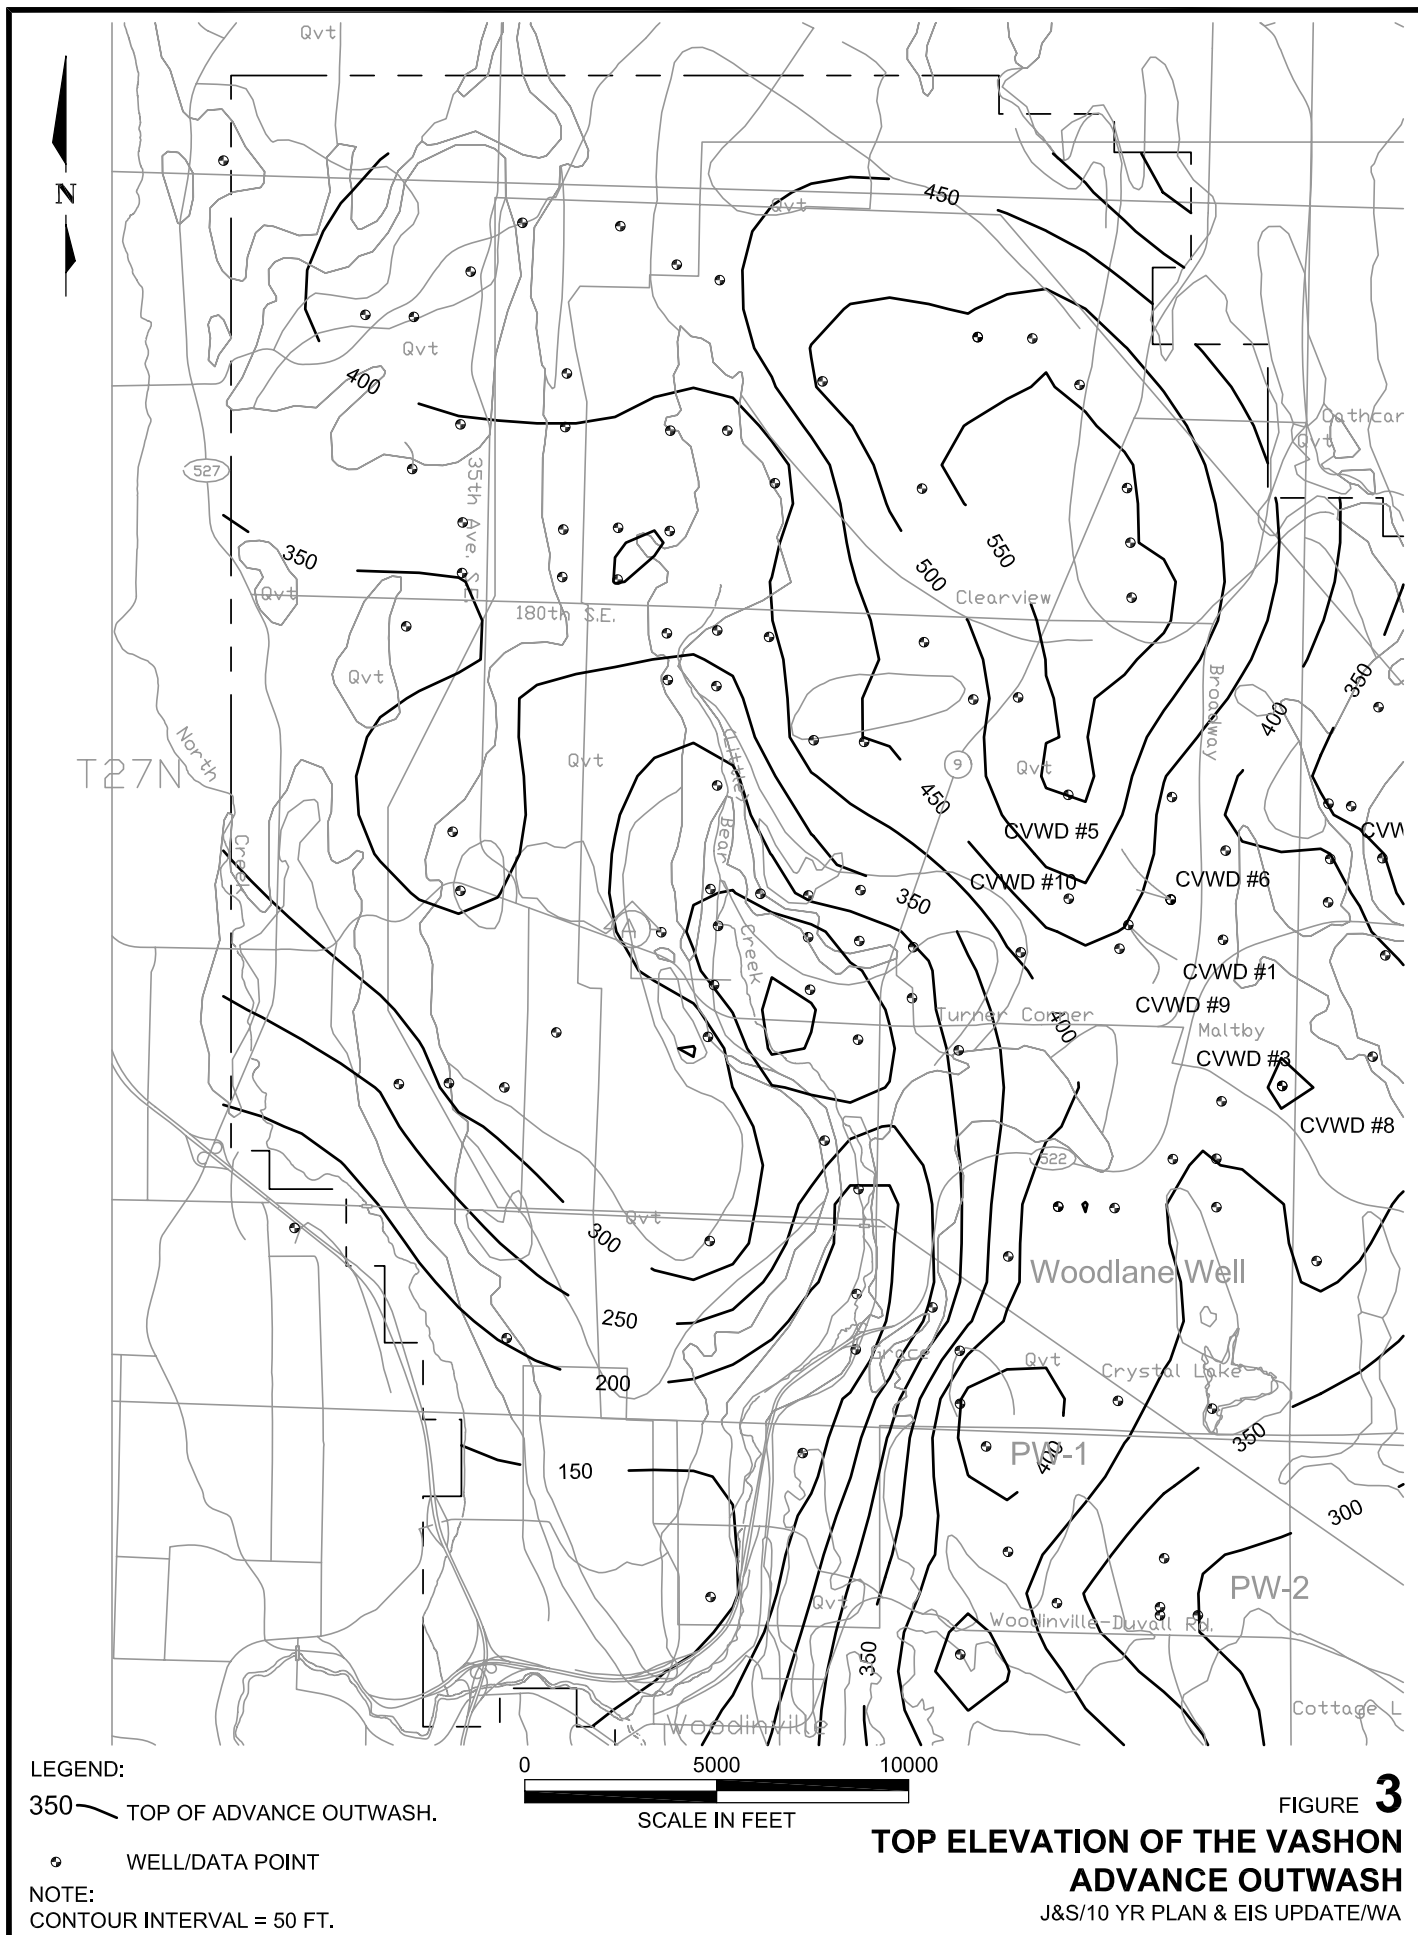 Qvt
N
450
Qvt
Qvt
400
Cathcar
Qvt
527
35th Ave. S.E.
350
550
500
Qvt
180th S.E.
Clearview
Qvt
Broadway
350
400
North
Creek
T27N
Qvt
(Little)
Bear
Creek
9
Qvt
450
CVWD #5
CVW
CVWD #10
CVWD #6
350
A
CVWD #1
CVWD #9
Turner Corner
400
Maltby
CVWD #3
CVWD #8
522
Qvt
300
Woodlane Well
250
Grace
Qvt
Crystal Lake
200
350
PW-1
400
150
300
PW-2
Qvt
Woodinville-Duvall Rd.
350
Cottage L
Woodinville
LEGEND:
350 TOP OF ADVANCE OUTWASH.
WELL/DATA POINT
NOTE:
CONTOUR INTERVAL = 50 FT.
0 5000 10000
SCALE IN FEET
FIGURE 3
TOP ELEVATION OF THE VASHON
ADVANCE OUTWASH
J&S/10 YR PLAN & EIS UPDATE/WA